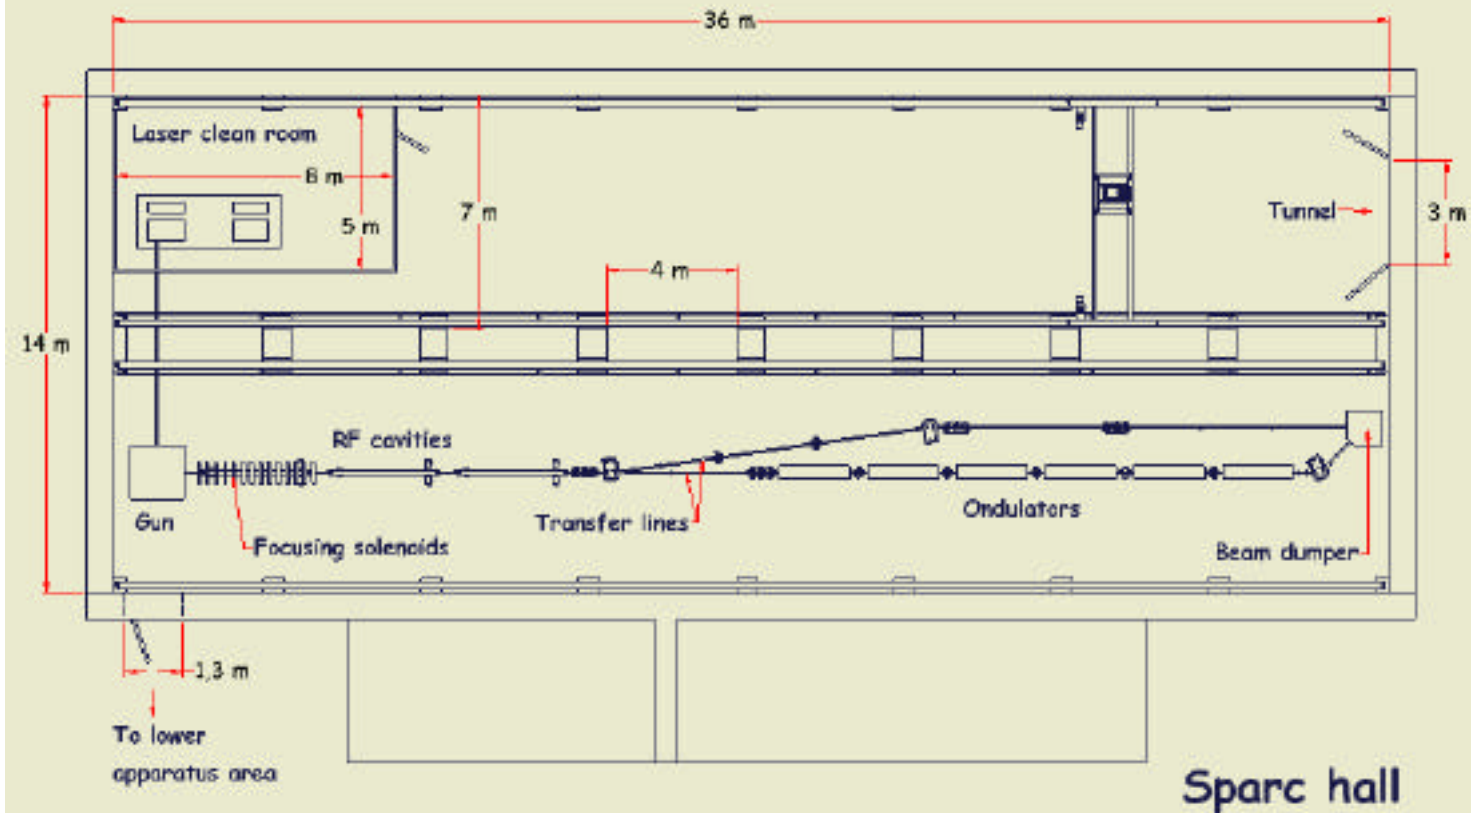 36 m
Laser clean room
8 m
5 m
7 m
4 m
Tunnel
3 m
14 m
RF cavities
Gun
Focusing solenoids
Transfer lines
Ondulators
Beam dumper
1,3 m
To lower
apparatus area
Sparc hall